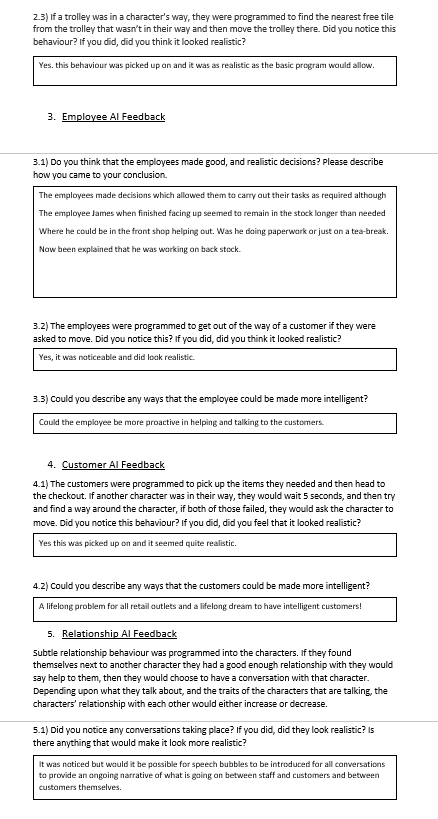 2.3) If a trolley was in a character's way, they were programmed to find the nearest free tile
from the trolley that wasn't in their way and then move the trolley there. Did you notice this
behaviour? If you did, did you think it looked realistic?
Yes. this behaviour was picked up on and it was as realistic as the basic program would allow.
3. Employee AI Feedback
3.1) Do you think that the employees made good, and realistic decisions? Please describe
how you came to your conclusion.
The employees made decisions which allowed them to carry out their tasks as required although
The employee James when finished facing up seemed to remain in the stock longer than needed
Where he could be in the front shop helping out. Was he doing paperwork or just on a tea-break.
Now been explained that he was working on back stock.
3.2) The employees were programmed to get out of the way of a customer if they were
asked to move. Did you notice this? If you did, did you think it looked realistic?
Yes, it was noticeable and did look realistic.
3.3) Could you describe any ways that the employee could be made more intelligent?
Could the employee be more proactive in helping and talking to the customers.
4. Customer AI Feedback
4.1) The customers were programmed to pick up the items they needed and then head to
the checkout. If another character was in their way, they would wait 5 seconds, and then try
and find a way around the character, if both of those failed, they would ask the character to
move. Did you notice this behaviour? If you did, did you feel that it looked realistic?
Yes this was picked up on and it seemed quite realistic.
4.2) Could you describe any ways that the customers could be made more intelligent?
A lifelong problem for all retail outlets and a lifelong dream to have intelligent customers!
5. Relationship AI Feedback
Subtle relationship behaviour was programmed into the characters. If they found
themselves next to another character they had a good enough relationship with they would
say help to them, then they would choose to have a conversation with that character.
Depending upon what they talk about, and the traits of the characters that are talking, the
characters' relationship with each other would either increase or decrease.
5.1) Did you notice any conversations taking place? If you did, did they look realistic? Is
there anything that would make it look more realistic?
It was noticed but would it be possible for speech bubbles to be introduced for all conversations
to provide an ongoing narrative of what is going on between staff and customers and between
customers themselves.